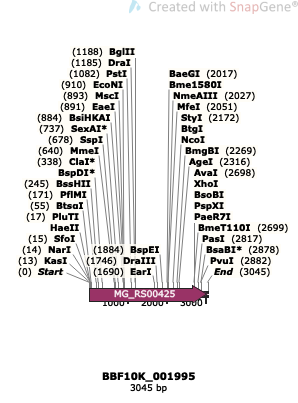 Created with SnapGene®
(1188) BglII
(1185) DraI
(1082) PstI
(910) EcoNI
(893) MscI
(891) EaeI
(884) BsiHKAI
(737) SexAI*
(678) SspI
(640) MmeI
(338) ClaI*
BspDI*
(245) BssHII
(171) PflMI
(55) BtsαI
(17) PluTI
HaeII
(15) SfoI
(14) NarI
(13) KasI
(0) Start
BaeGI (2017)
Bme1580I
NmeAIII (2027)
MfeI (2051)
StyI (2172)
BtgI
NcoI
BmgBI (2269)
AgeI (2316)
AvaI (2698)
XhoI
BsoBI
PspXI
PaeR7I
BmeT110I (2699)
PasI (2817)
BsaBI* (2878)
PvuI (2882)
End (3045)
(1884) BspEI
(1746) DraIII
(1690) EarI
MG_RS00425
1000
2000
3000
BBF10K_001995
3045 bp